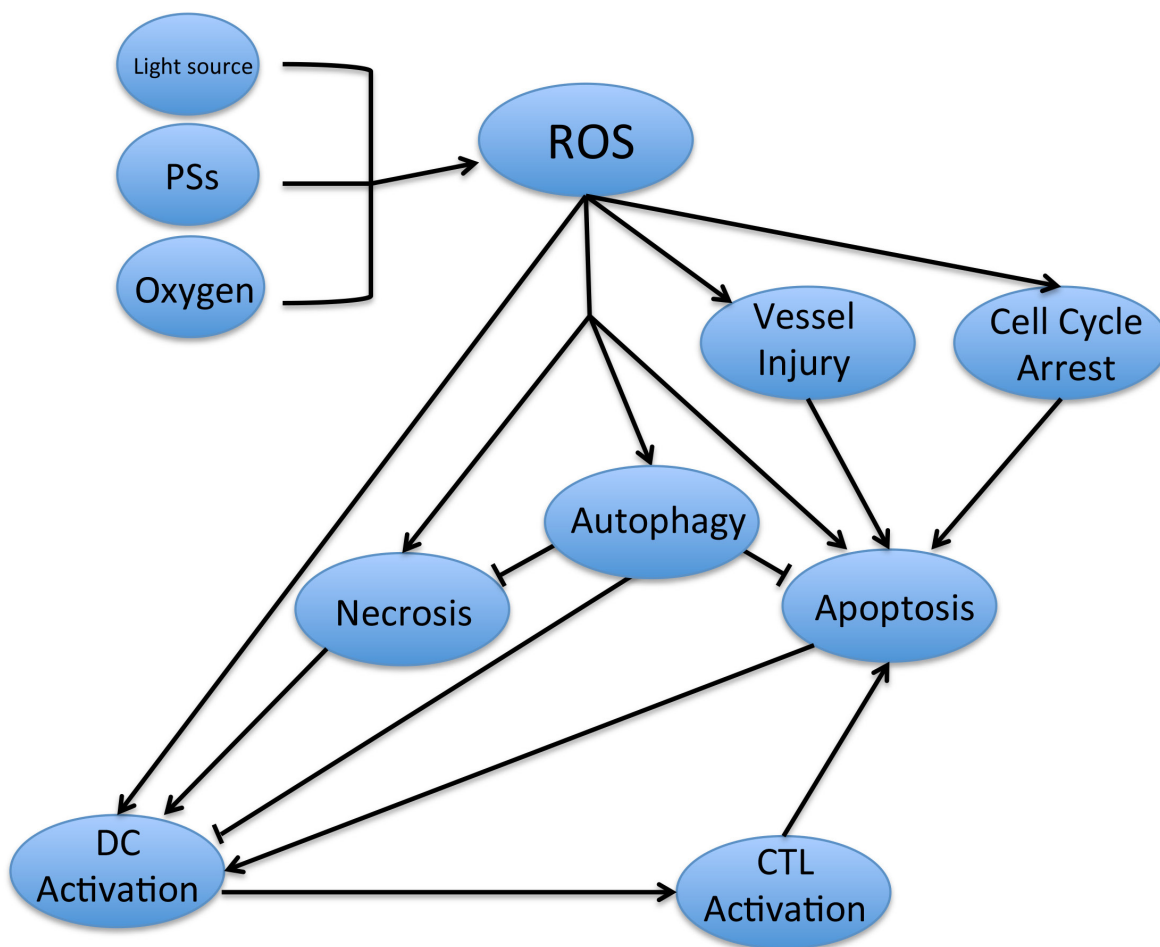 Light source
PSs
Oxygen
ROS
Vessel
Injury
Cell Cycle
Arrest
Autophagy
Necrosis
Apoptosis
DC
Activation
CTL
Activation